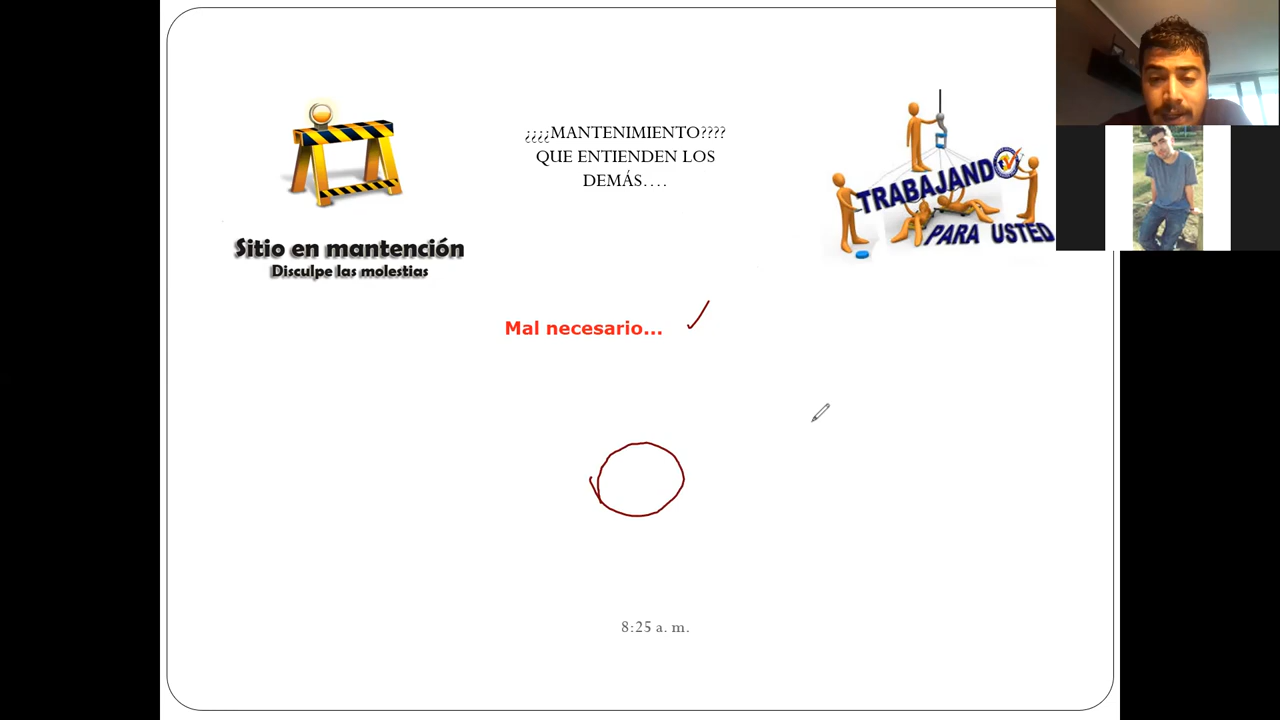 ¿¿¿¿MANTENIMIENTO????
QUE ENTIENDEN LOS
DEMÁS....
Sitio en mantención
Disculpe las molestias
TRABAJANDO
PARA USTED
Mal necesario...
8:25 a. m.